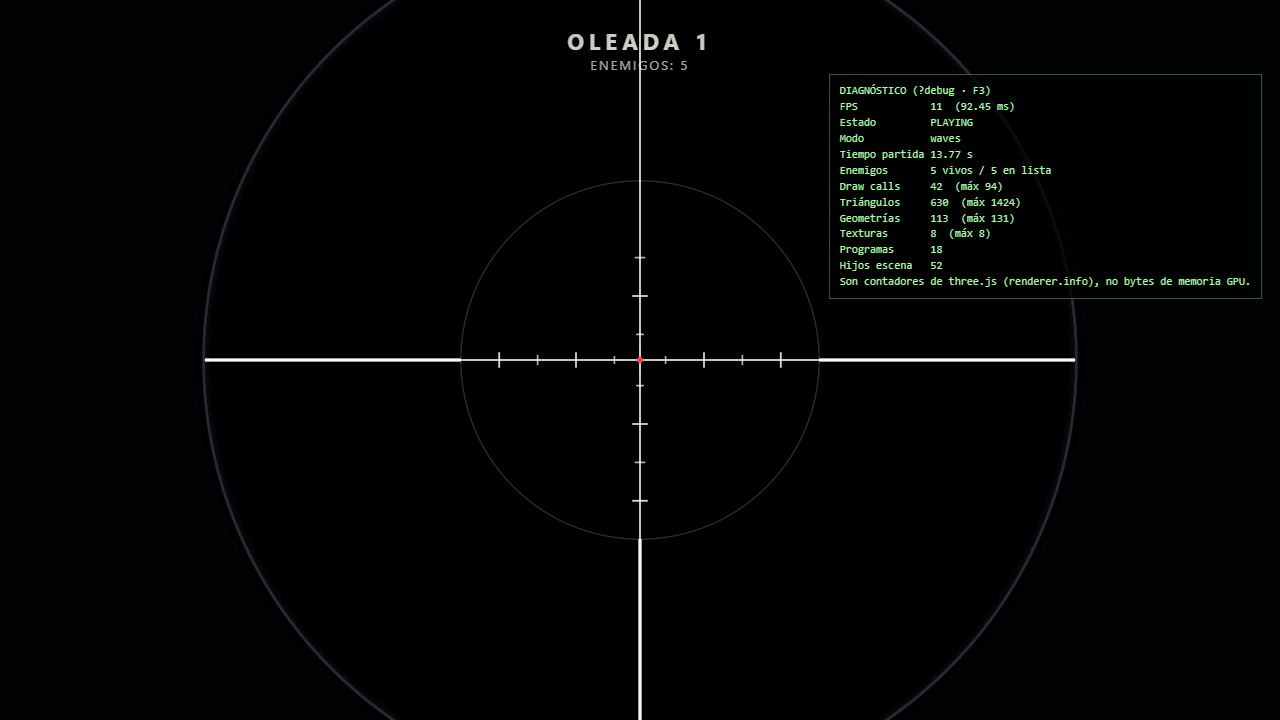 OLEADA 1
ENEMIGOS: 5
DIAGNÓSTICO (?debug · F3)
FPS 11 (92.45 ms)
Estado PLAYING
Modo waves
Tiempo partida 13.77 s
Enemigos 5 vivos / 5 en lista
Draw calls 42 (máx 94)
Triángulos 630 (máx 1424)
Geometrías 113 (máx 131)
Texturas 8 (máx 8)
Programas 18
Hijos escena 52
Son contadores de three.js (renderer.info), no bytes de memoria GPU.